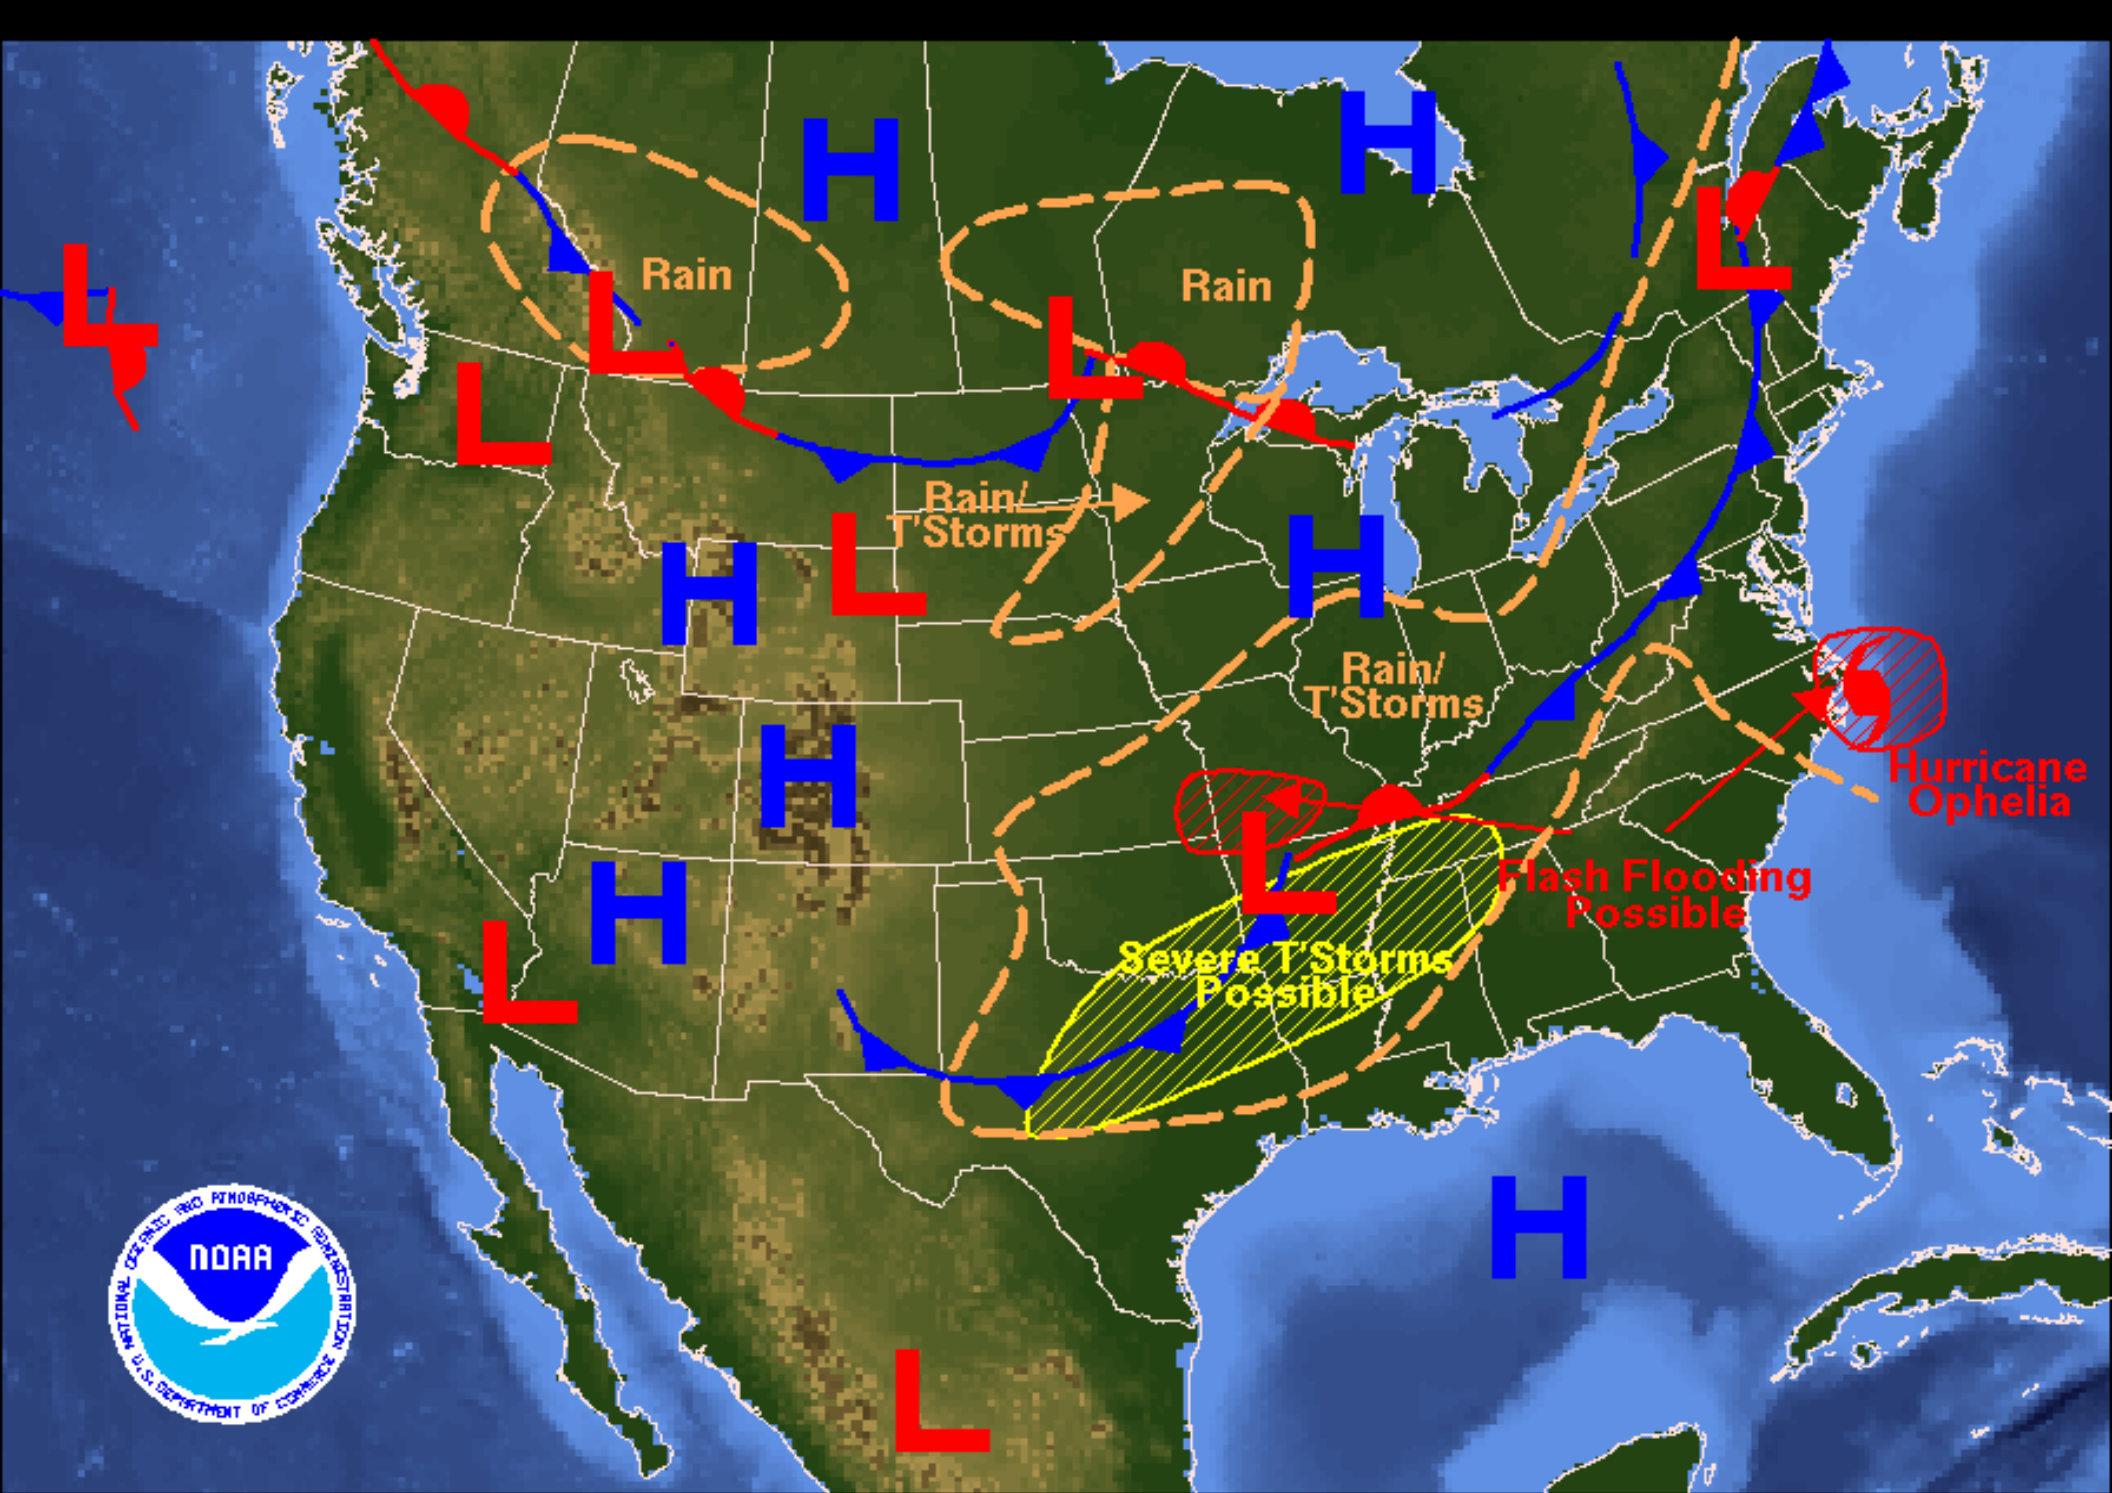 H
H
Rain
Rain
L
L
L
L
L
Rain/
T'Storms
L
H
H
Rain/
T'Storms
H
Hurricane
Ophelia
L
H
Flash Flooding
Possible
L
Severe T'Storms
Possible
H
L
NATIONAL OCEANIC AND ATMOSPHERIC ADMINISTRATION
NOAA
U.S. DEPARTMENT OF COMMERCE